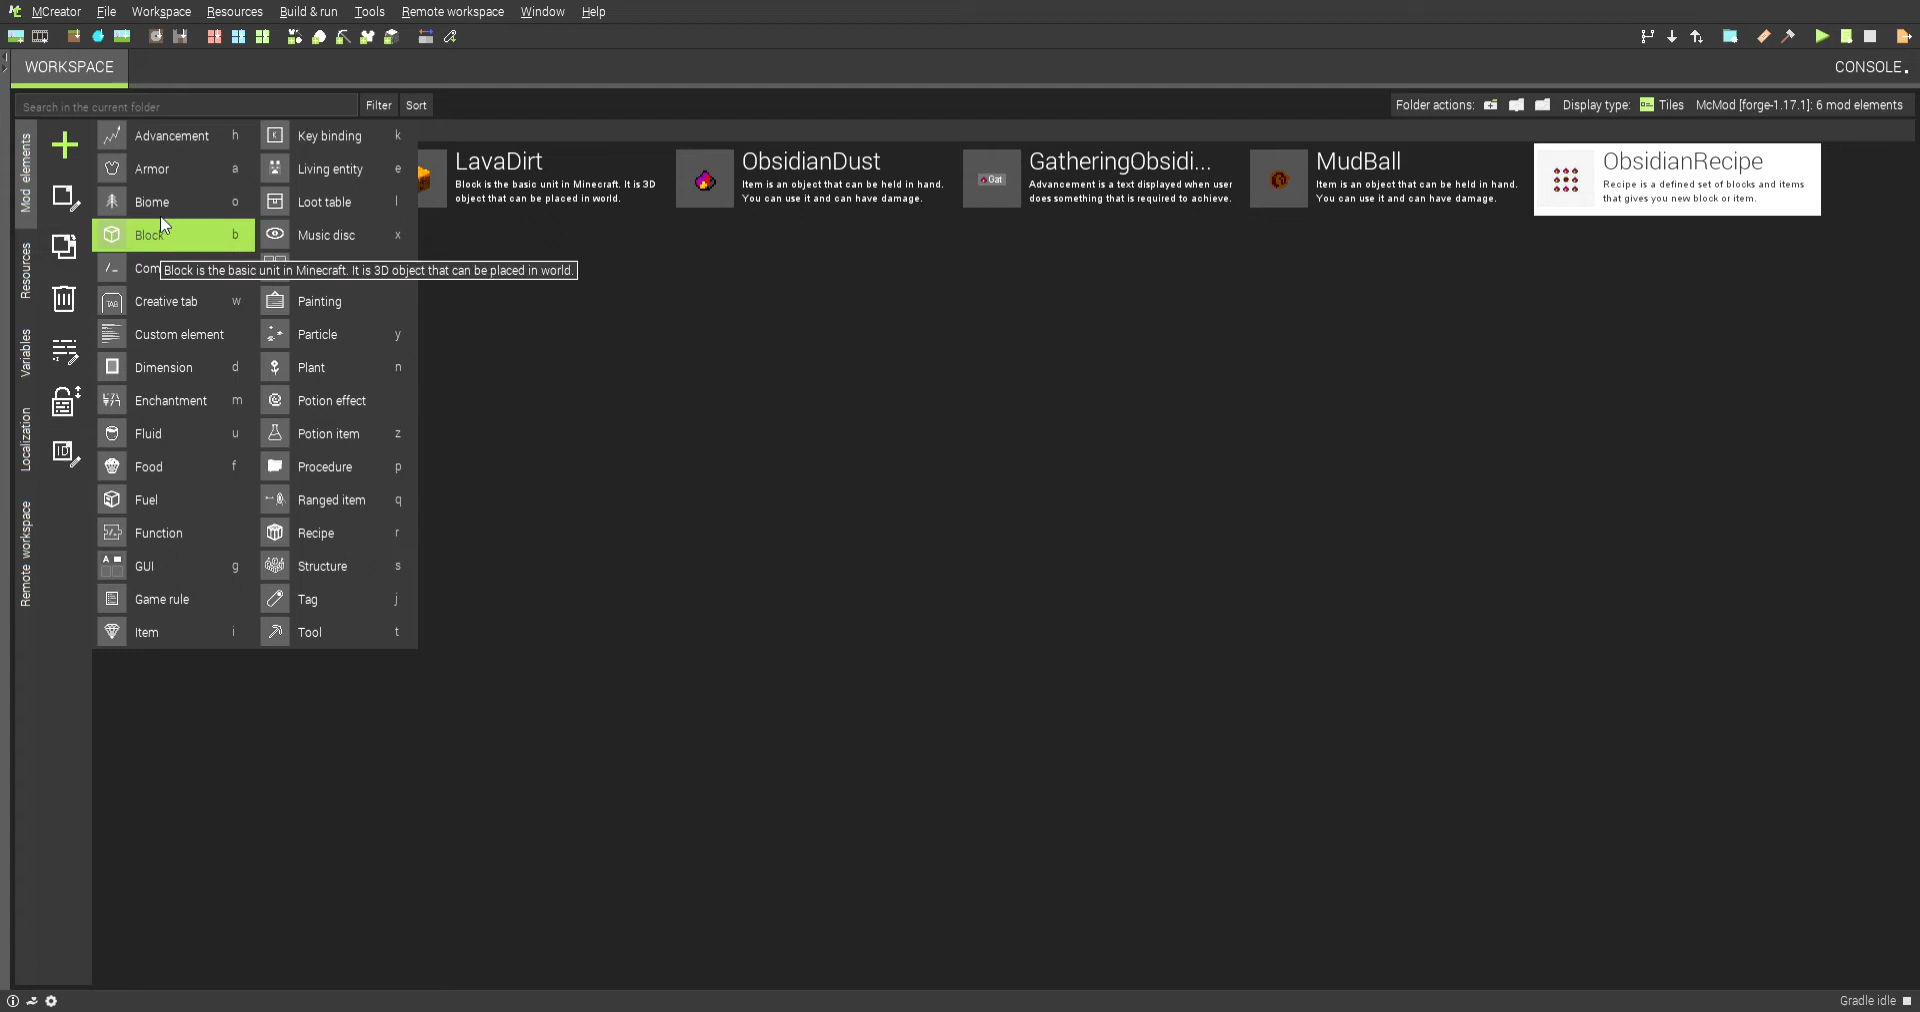 MCreator File Workspace Resources Build & run Tools Remote workspace Window Help
WORKSPACE
CONSOLE
Search in the current folder
Filter
Sort
Folder actions:
Display type:
Tiles
McMod [forge-1.17.1]: 6 mod elements
Mod elements
Resources
Variables
Localization
Remote workspace
Advancement h
Armor a
Biome o
Block b
Com
Creative tab w
Custom element
Dimension d
Enchantment m
Fluid u
Food f
Fuel
Function
GUI g
Game rule
Item i
Key binding k
Living entity e
Loot table l
Music disc x
Painting
Particle y
Plant n
Potion effect
Potion item z
Procedure p
Ranged item q
Recipe r
Structure s
Tag j
Tool t
Block is the basic unit in Minecraft. It is 3D object that can be placed in world.
LavaDirt
Block is the basic unit in Minecraft. It is 3D
object that can be placed in world.
ObsidianDust
Item is an object that can be held in hand.
You can use it and can have damage.
Gat
GatheringObsidi...
Advancement is a text displayed when user
does something that is required to achieve.
MudBall
Item is an object that can be held in hand.
You can use it and can have damage.
ObsidianRecipe
Recipe is a defined set of blocks and items
that gives you new block or item.
Gradle idle